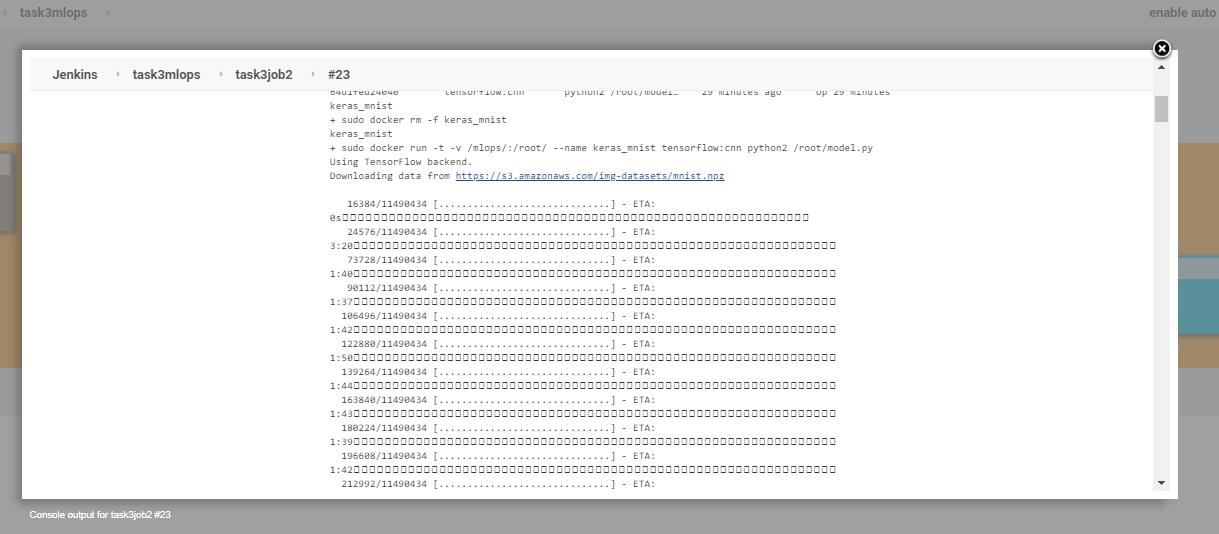 task3mlops
enable auto
Jenkins task3mlops task3job2 #23
64d1fed24040 tensorflow:cnn python2 /root/model… 29 minutes ago Up 29 minutes
keras_mnist
+ sudo docker rm -f keras_mnist
keras_mnist
+ sudo docker run -t -v /mlops/:/root/ --name keras_mnist tensorflow:cnn python2 /root/model.py
Using TensorFlow backend.
Downloading data from https://s3.amazonaws.com/img-datasets/mnist.npz
16384/11490434 [..............................] - ETA:
0s
24576/11490434 [..............................] - ETA:
3:20
73728/11490434 [..............................] - ETA:
1:40
90112/11490434 [..............................] - ETA:
1:37
106496/11490434 [..............................] - ETA:
1:42
122880/11490434 [..............................] - ETA:
1:50
139264/11490434 [..............................] - ETA:
1:44
163840/11490434 [..............................] - ETA:
1:43
180224/11490434 [..............................] - ETA:
1:39
196608/11490434 [..............................] - ETA:
1:42
212992/11490434 [..............................] - ETA:
Console output for task3job2 #23